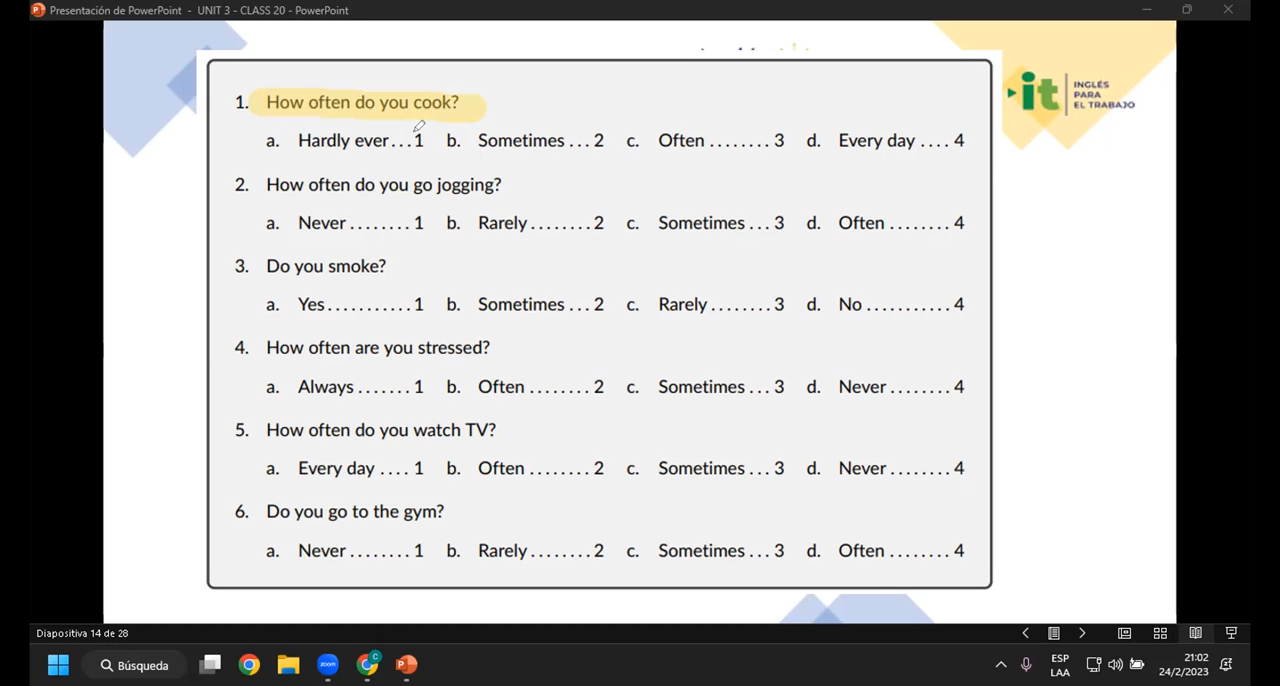 Presentación de PowerPoint - UNIT 3 - CLASS 20 - PowerPoint
it INGLÉS PARA EL TRABAJO
1. How often do you cook?
a. Hardly ever...1 b. Sometimes ... 2 c. Often ........ 3 d. Every day .... 4
2. How often do you go jogging?
a. Never ........ 1 b. Rarely ........ 2 c. Sometimes ... 3 d. Often ........ 4
3. Do you smoke?
a. Yes ........... 1 b. Sometimes ... 2 c. Rarely ........ 3 d. No ........... 4
4. How often are you stressed?
a. Always ....... 1 b. Often ........ 2 c. Sometimes ... 3 d. Never ........ 4
5. How often do you watch TV?
a. Every day .... 1 b. Often ........ 2 c. Sometimes ... 3 d. Never ........ 4
6. Do you go to the gym?
a. Never ........ 1 b. Rarely ........ 2 c. Sometimes ... 3 d. Often ........ 4
Diapositiva 14 de 28
Búsqueda
zoom
ESP
LAA
21:02
24/2/2023